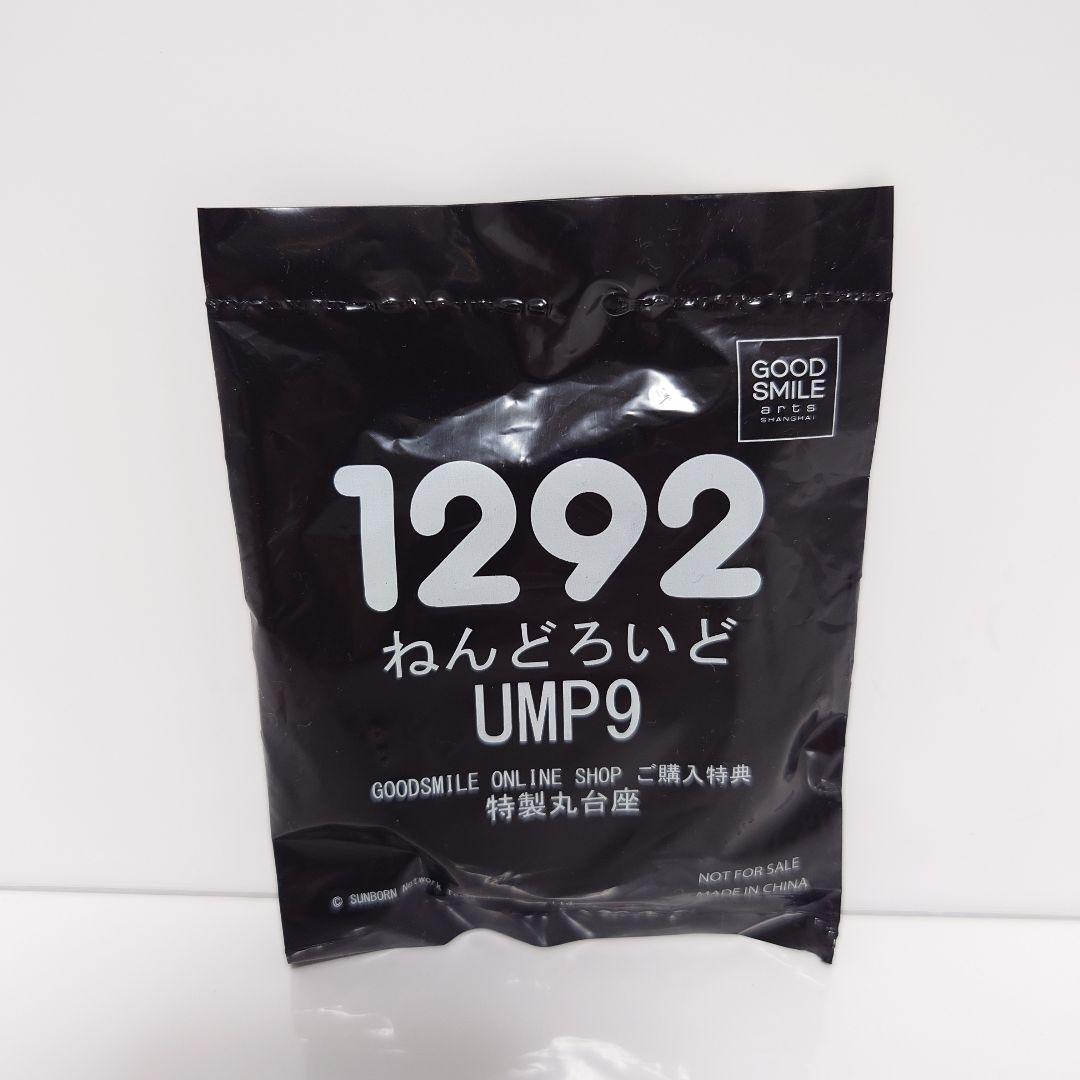 GOOD
SMILE
arts
SHANGHAI
1292
ねんどろいど
UMP9
GOODSMILE ONLINE SHOP ご購入特典
特製丸台座
NOT FOR SALE
MADE IN CHINA
© SUNBORN Network